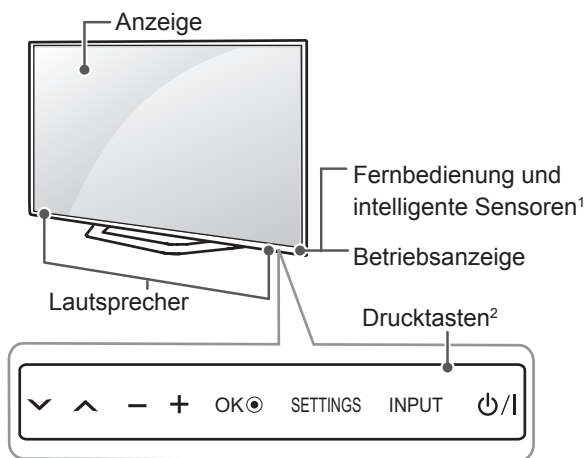 Anzeige
Fernbedienung und
intelligente Sensoren¹
Betriebsanzeige
Lautsprecher
Drucktasten²
− + OK◉ SETTINGS INPUT ⏻/I